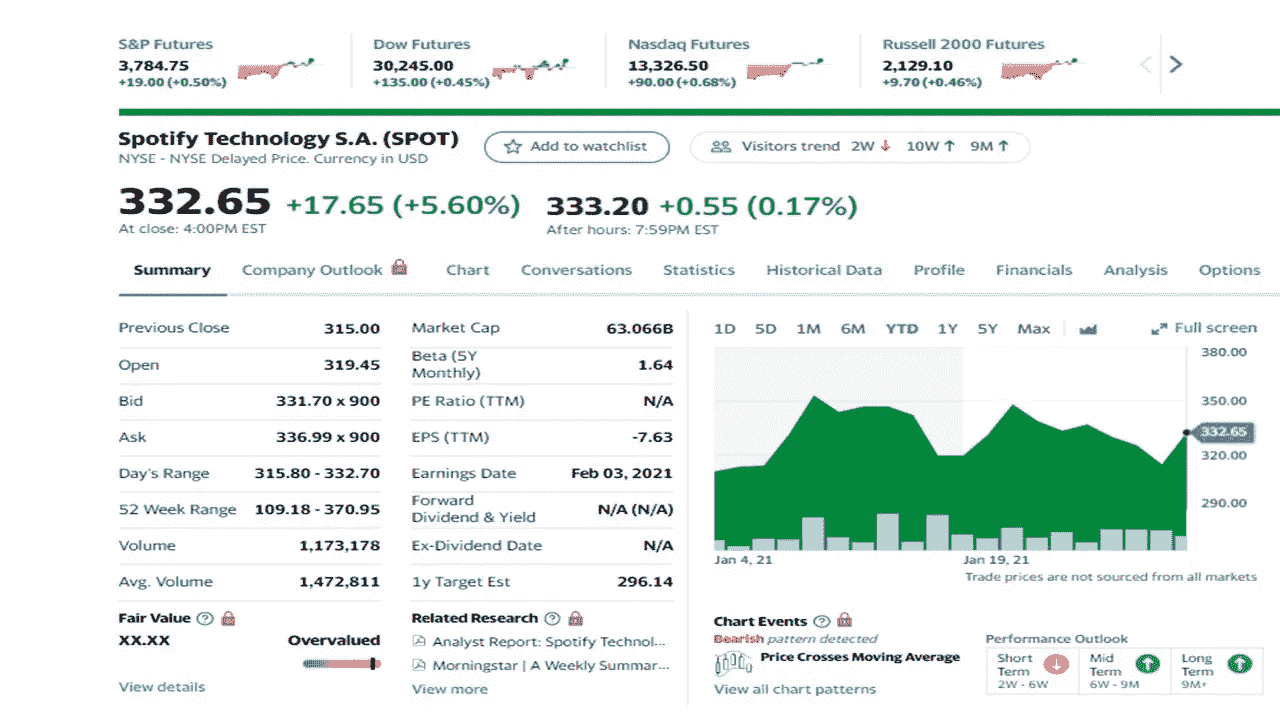 S&P Futures
3,784.75
+19.00 (+0.50%)
Dow Futures
30,245.00
+135.00 (+0.45%)
Nasdaq Futures
13,326.50
+90.00 (+0.68%)
Russell 2000 Futures
2,129.10
+9.70 (+0.46%)
Spotify Technology S.A. (SPOT)
NYSE - NYSE Delayed Price. Currency in USD
Add to watchlist
Visitors trend 2W ↓ 10W ↑ 9M ↑
332.65 +17.65 (+5.60%)
At close: 4:00PM EST
333.20 +0.55 (0.17%)
After hours: 7:59PM EST
Summary Company Outlook Chart Conversations Statistics Historical Data Profile Financials Analysis Options
Previous Close 315.00
Open 319.45
Bid 331.70 x 900
Ask 336.99 x 900
Day's Range 315.80 - 332.70
52 Week Range 109.18 - 370.95
Volume 1,173,178
Avg. Volume 1,472,811
Market Cap 63.066B
Beta (5Y
Monthly) 1.64
PE Ratio (TTM) N/A
EPS (TTM) -7.63
Earnings Date Feb 03, 2021
Forward
Dividend & Yield N/A (N/A)
Ex-Dividend Date N/A
1y Target Est 296.14
Fair Value
XX.XX Overvalued
View details
Related Research
Analyst Report: Spotify Technol...
Morningstar | A Weekly Summar...
View more
1D 5D 1M 6M YTD 1Y 5Y Max
Full screen
380.00
350.00
332.65
320.00
290.00
Jan 4, 21 Jan 19, 21
Trade prices are not sourced from all markets
Chart Events
Bearish pattern detected
Price Crosses Moving Average
View all chart patterns
Performance Outlook
Short
Term
2W - 6W
Mid
Term
6W - 9M
Long
Term
9M+